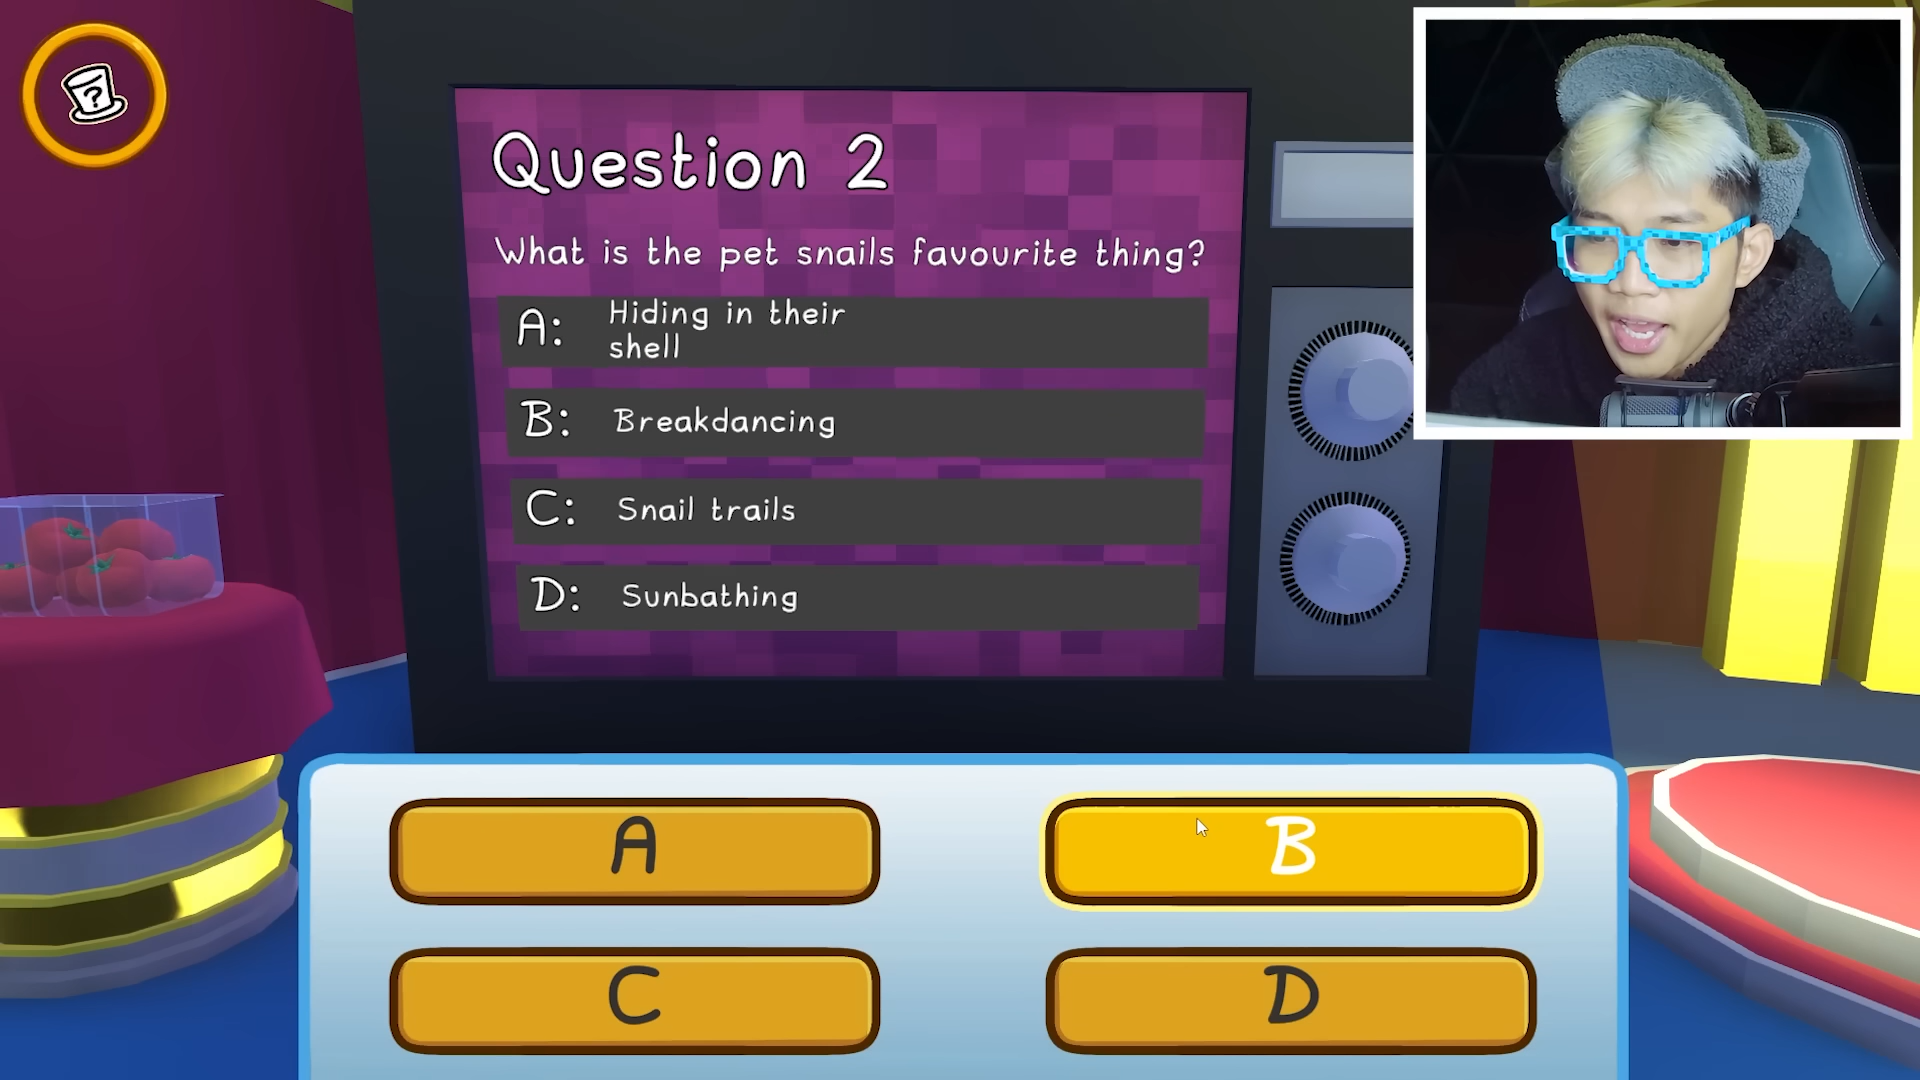 ?
Question 2
What is the pet snails favourite thing?
A: Hiding in their
shell
B: Breakdancing
C: Snail trails
D: Sunbathing
A
B
C
D